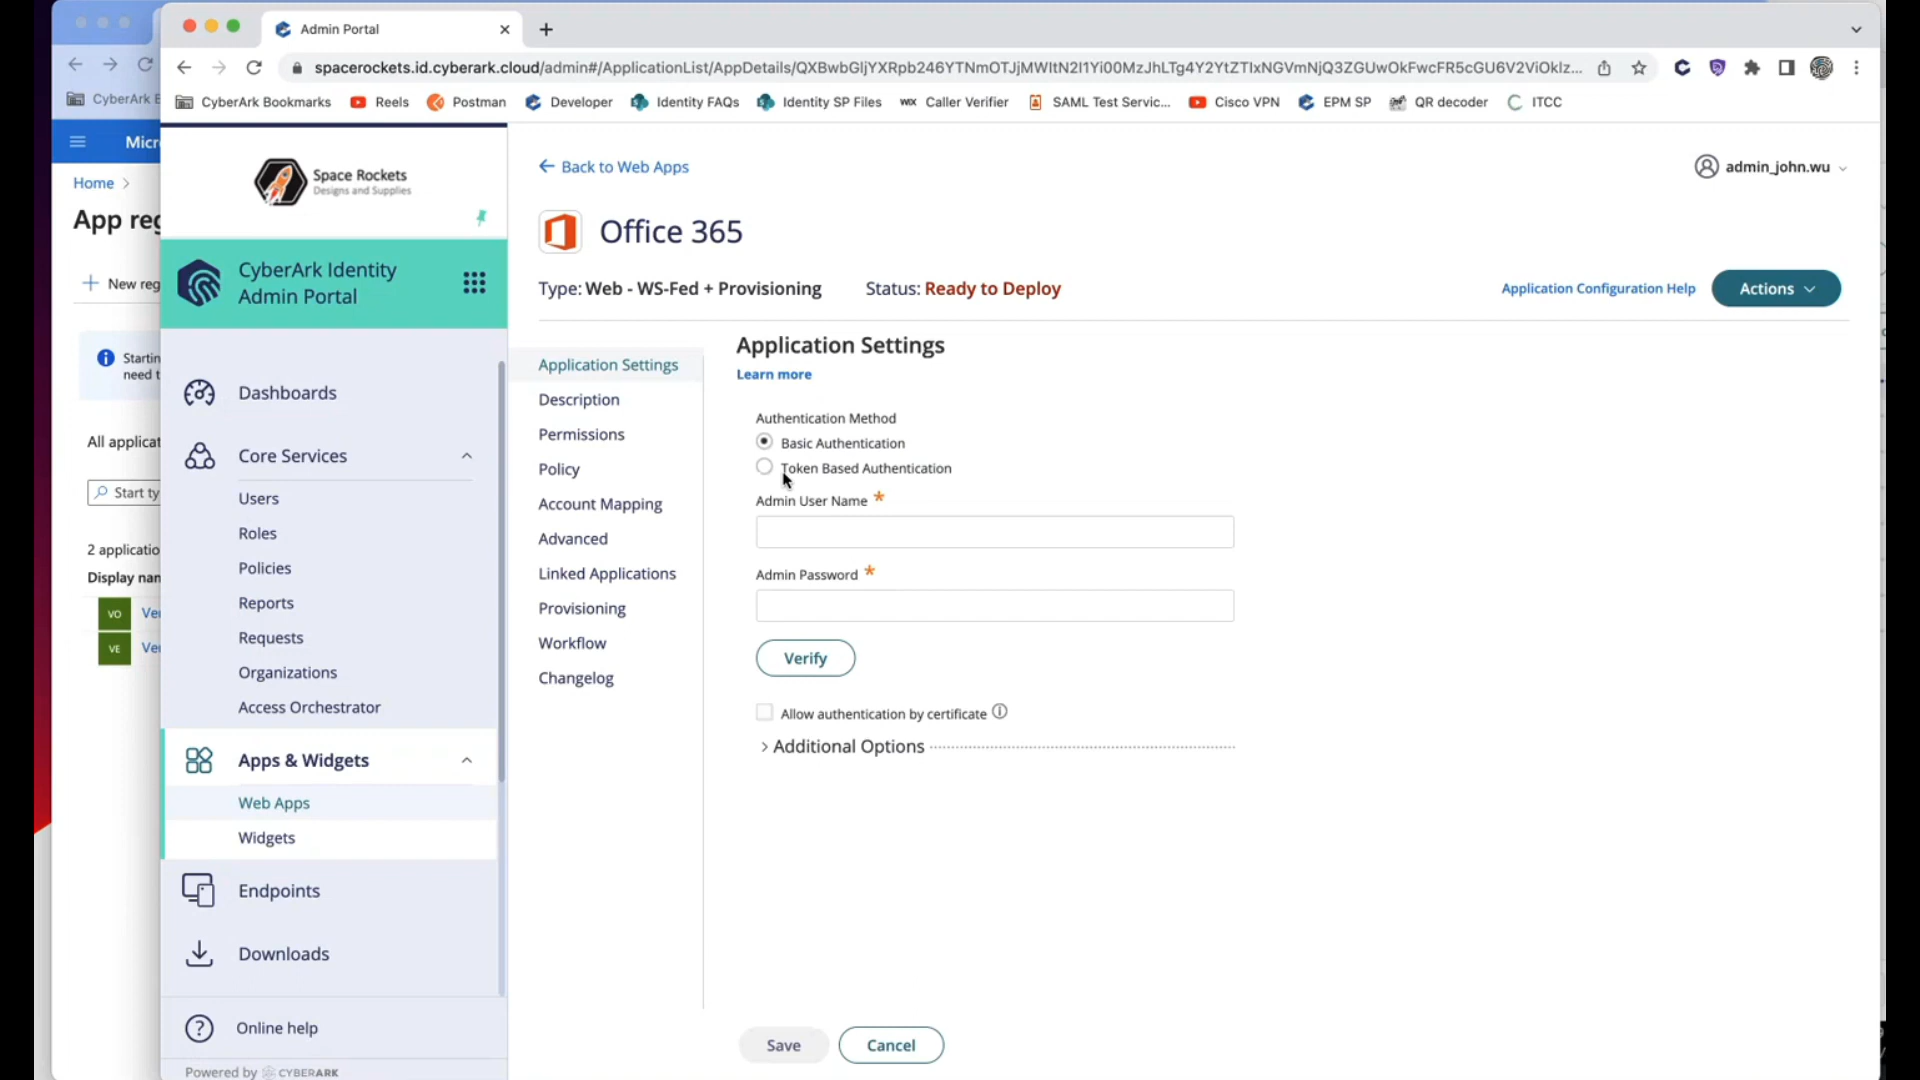 Admin Portal
spacerockets.id.cyberark.cloud/admin#/ApplicationList/AppDetails/QXBwbGljYXRpb246YTNmOTJjMWItN2I1Yi00MzJhLTg4Y2YtZTIxNGVmNjQ3ZGUwOkFwcFR5cGU6V2ViOklz...
CyberArk Bookmarks Reels Postman Developer Identity FAQs Identity SP Files WIX Caller Verifier SAML Test Servic... Cisco VPN EPM SP QR decoder ITCC
Home
Space Rockets
Designs and Supplies
Back to Web Apps
admin_john.wu
Office 365
CyberArk Identity
Admin Portal
Type: Web - WS-Fed + Provisioning
Status: Ready to Deploy
Application Configuration Help
Actions
Application Settings
Description
Permissions
Policy
Account Mapping
Advanced
Linked Applications
Provisioning
Workflow
Changelog
Application Settings
Learn more
Authentication Method
Basic Authentication
Token Based Authentication
Admin User Name *
Admin Password *
Verify
Allow authentication by certificate
Additional Options
Save
Cancel
Dashboards
Core Services
Users
Roles
Policies
Reports
Requests
Organizations
Access Orchestrator
Apps & Widgets
Web Apps
Widgets
Endpoints
Downloads
Online help
Powered by CYBERARK
New reg
Startin
need t
All applicat
Start ty
2 applicatio
Display nan
VO Ve
VE Ve